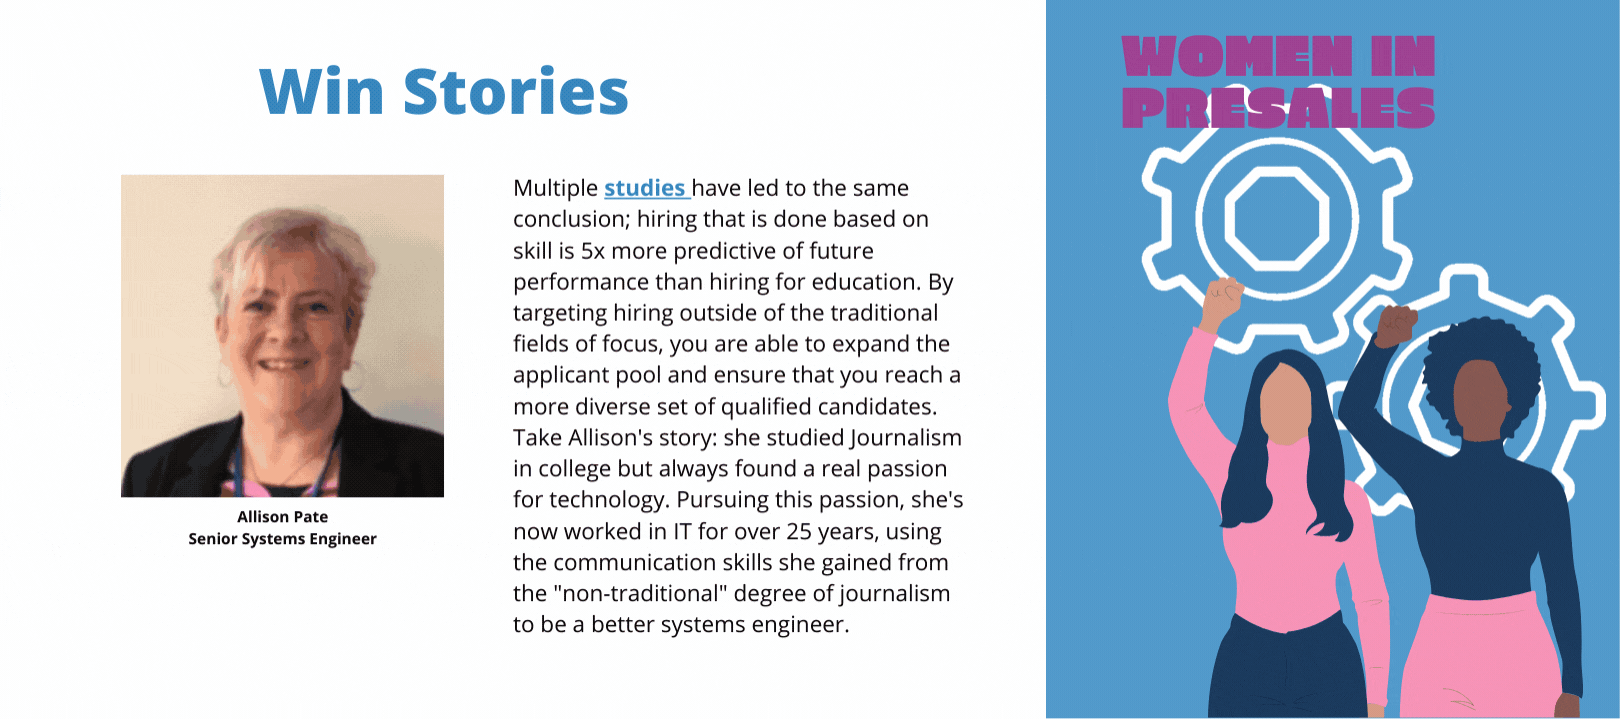 Win Stories
Allison Pate
Senior Systems Engineer
Multiple studies have led to the same
conclusion; hiring that is done based on
skill is 5x more predictive of future
performance than hiring for education. By
targeting hiring outside of the traditional
fields of focus, you are able to expand the
applicant pool and ensure that you reach a
more diverse set of qualified candidates.
Take Allison's story: she studied Journalism
in college but always found a real passion
for technology. Pursuing this passion, she's
now worked in IT for over 25 years, using
the communication skills she gained from
the "non-traditional" degree of journalism
to be a better systems engineer.
WOMEN IN
PRESALES